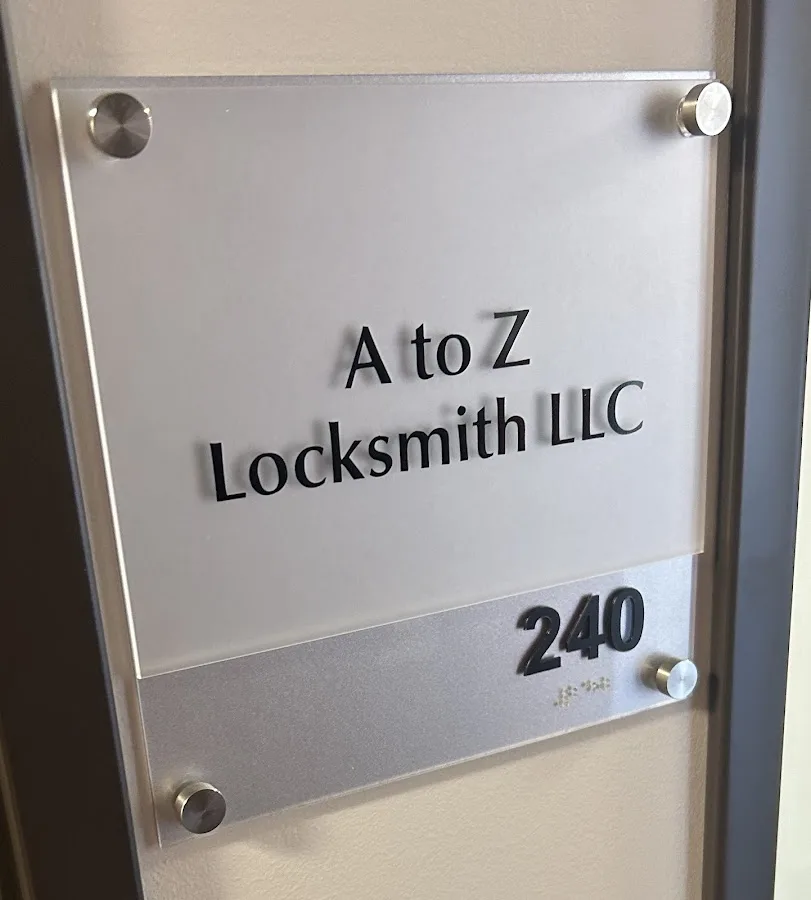 A to Z
Locksmith LLC
240